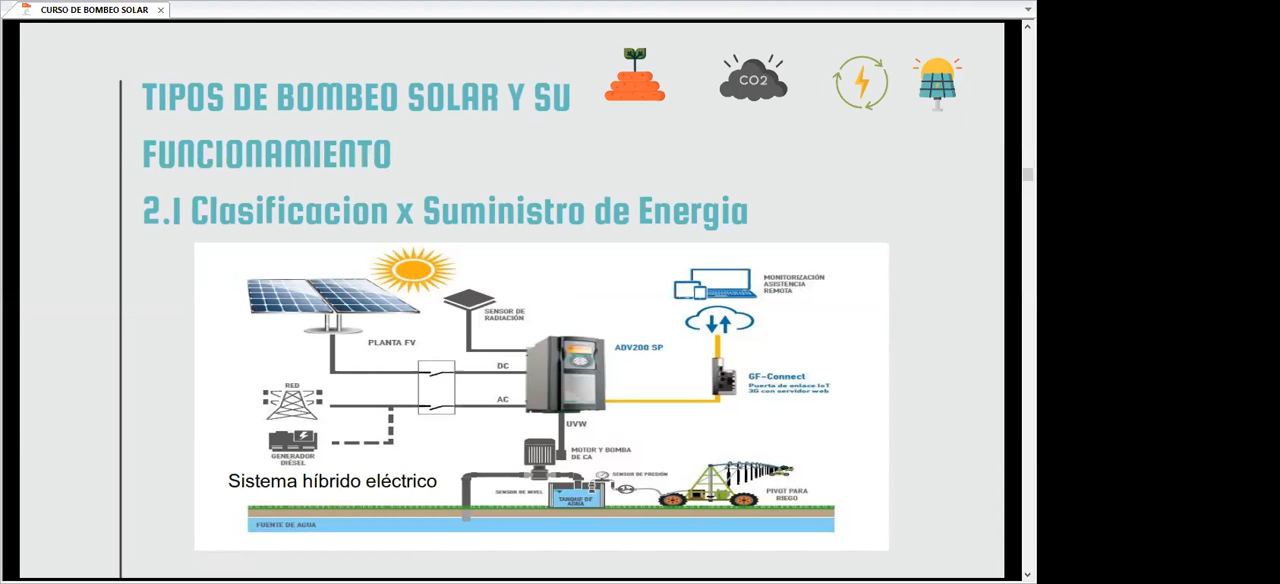 CURSO DE BOMBEO SOLAR
TIPOS DE BOMBEO SOLAR Y SU
FUNCIONAMIENTO
2.1 Clasificacion x Suministro de Energia
CO2
MONITORIZACIÓN
ASISTENCIA
REMOTA
SENSOR DE
RADIACIÓN
PLANTA FV
ADV200 SP
DC
GF-Connect
Puerta de enlace IoT
3G con servidor web
RED
AC
UVW
GENERADOR
DIÉSEL
MOTOR Y BOMBA
DE CA
Sistema híbrido eléctrico
SENSOR DE PRESIÓN
SENSOR DE NIVEL
TANQUE DE
AGUA
PIVOT PARA
RIEGO
FUENTE DE AGUA